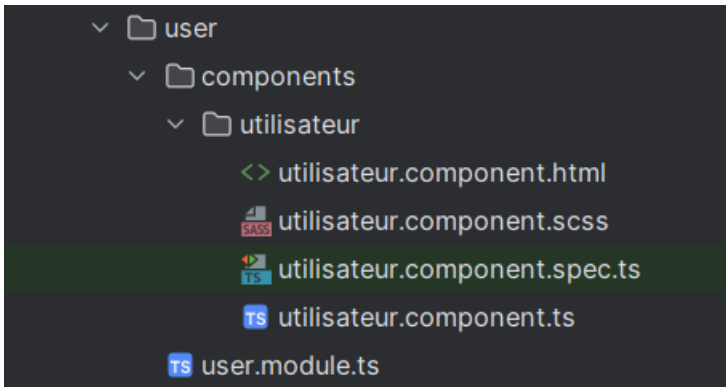 user
components
utilisateur
<> utilisateur.component.html
SASS utilisateur.component.scss
TS utilisateur.component.spec.ts
TS utilisateur.component.ts
TS user.module.ts